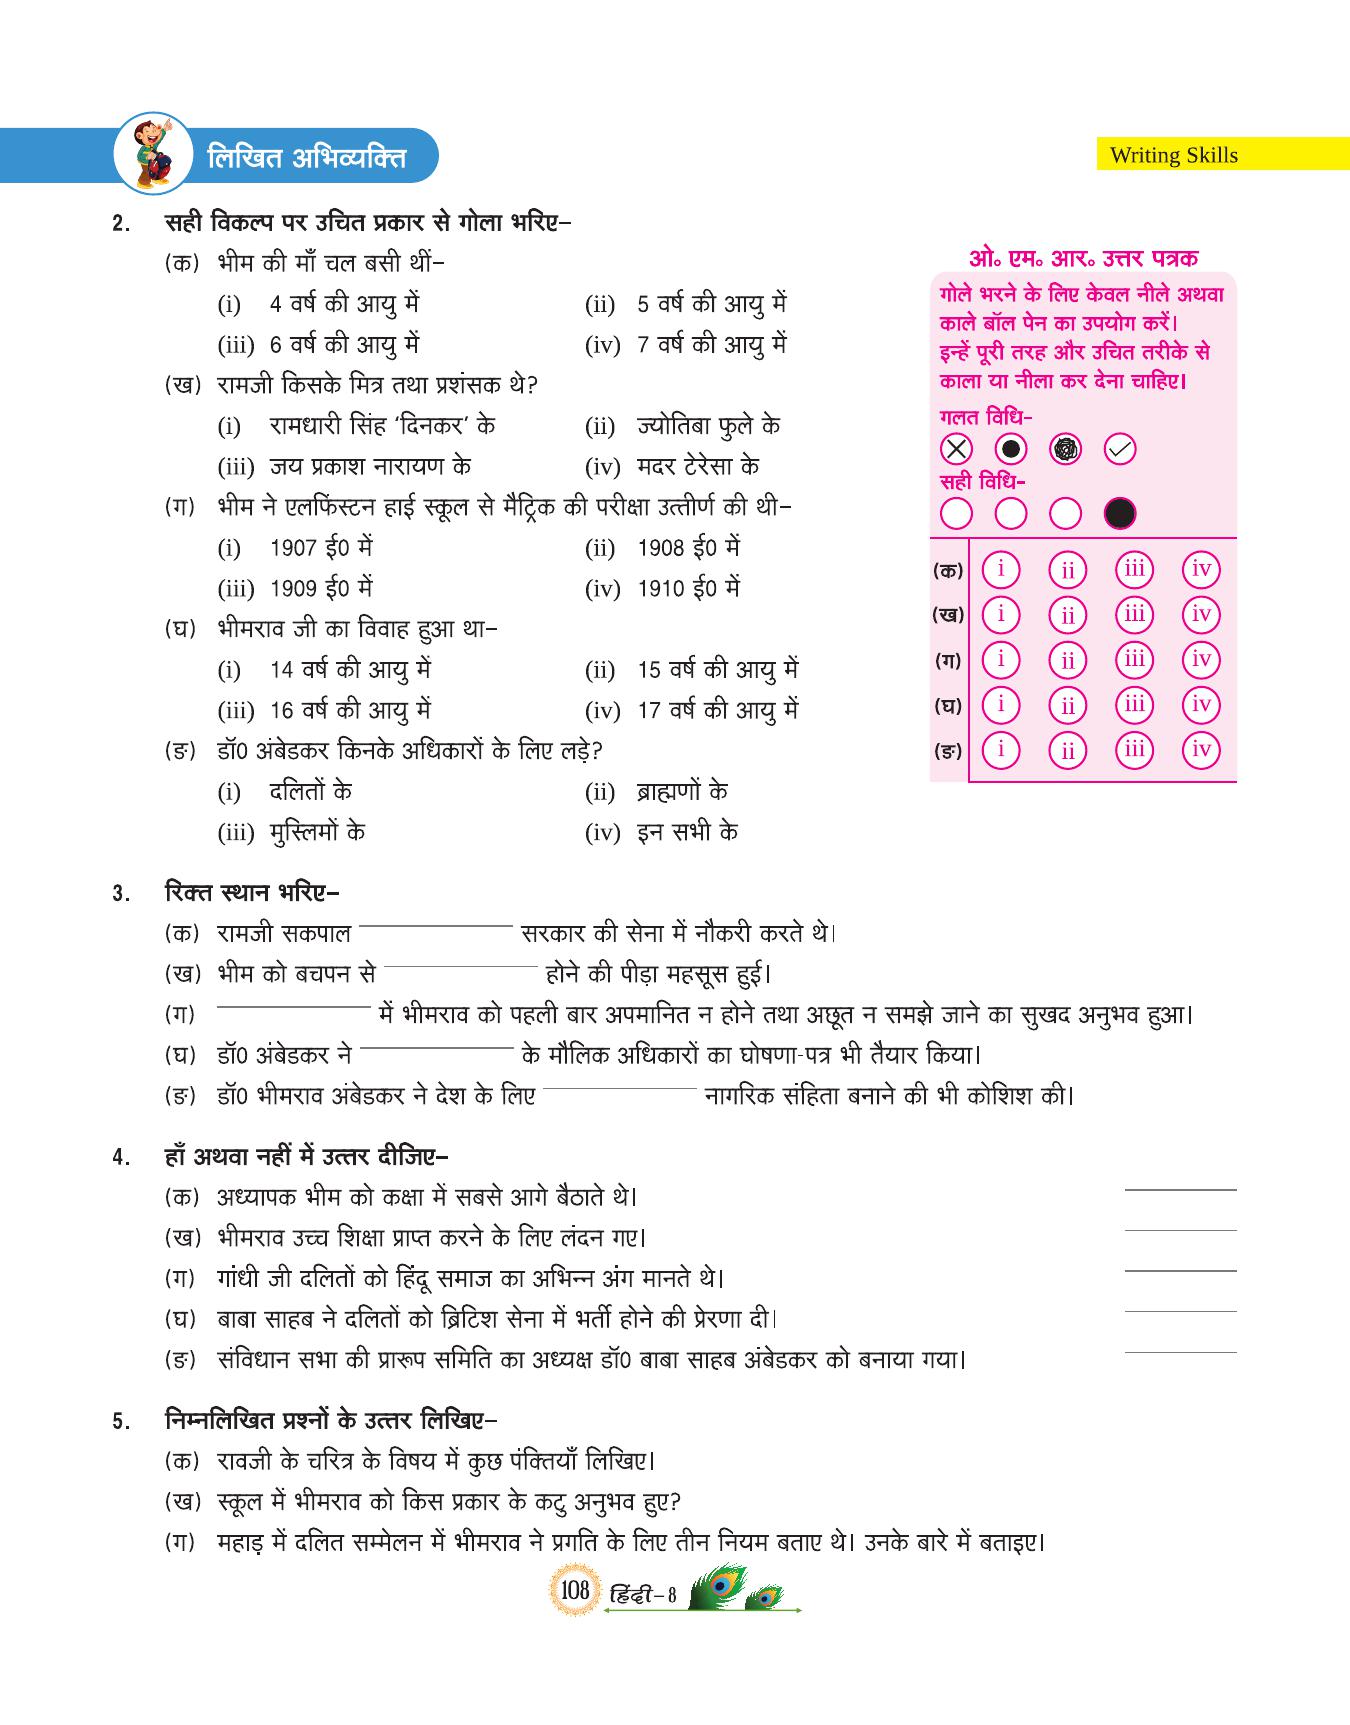 लिखित अभिव्यक्ति
Writing Skills
2. सही विकल्प पर उचित प्रकार से गोला भरिए–
(क) भीम की माँ चल बसी थीं–
(i) 4 वर्ष की आयु में (ii) 5 वर्ष की आयु में
(iii) 6 वर्ष की आयु में (iv) 7 वर्ष की आयु में
(ख) रामजी किसके मित्र तथा प्रशंसक थे?
(i) रामधारी सिंह ‘दिनकर’ के (ii) ज्योतिबा फुले के
(iii) जय प्रकाश नारायण के (iv) मदर टेरेसा के
(ग) भीम ने एलफिंस्टन हाई स्कूल से मैट्रिक की परीक्षा उत्तीर्ण की थी–
(i) 1907 ई0 में (ii) 1908 ई0 में
(iii) 1909 ई0 में (iv) 1910 ई0 में
(घ) भीमराव जी का विवाह हुआ था–
(i) 14 वर्ष की आयु में (ii) 15 वर्ष की आयु में
(iii) 16 वर्ष की आयु में (iv) 17 वर्ष की आयु में
(ङ) डॉ0 अंबेडकर किनके अधिकारों के लिए लड़े?
(i) दलितों के (ii) ब्राह्मणों के
(iii) मुस्लिमों के (iv) इन सभी के
ओ॰ एम॰ आर॰ उत्तर पत्रक
गोले भरने के लिए केवल नीले अथवा
काले बॉल पेन का उपयोग करें।
इन्हें पूरी तरह और उचित तरीके से
काला या नीला कर देना चाहिए।
गलत विधि–
सही विधि–
(क) i ii iii iv
(ख) i ii iii iv
(ग) i ii iii iv
(घ) i ii iii iv
(ङ) i ii iii iv
3. रिक्त स्थान भरिए–
(क) रामजी सकपाल ____________ सरकार की सेना में नौकरी करते थे।
(ख) भीम को बचपन से ____________ होने की पीड़ा महसूस हुई।
(ग) ____________ में भीमराव को पहली बार अपमानित न होने तथा अछूत न समझे जाने का सुखद अनुभव हुआ।
(घ) डॉ0 अंबेडकर ने ____________ के मौलिक अधिकारों का घोषणा-पत्र भी तैयार किया।
(ङ) डॉ0 भीमराव अंबेडकर ने देश के लिए ____________ नागरिक संहिता बनाने की भी कोशिश की।
4. हाँ अथवा नहीं में उत्तर दीजिए–
(क) अध्यापक भीम को कक्षा में सबसे आगे बैठाते थे। ________
(ख) भीमराव उच्च शिक्षा प्राप्त करने के लिए लंदन गए। ________
(ग) गांधी जी दलितों को हिंदू समाज का अभिन्न अंग मानते थे। ________
(घ) बाबा साहब ने दलितों को ब्रिटिश सेना में भर्ती होने की प्रेरणा दी। ________
(ङ) संविधान सभा की प्रारूप समिति का अध्यक्ष डॉ0 बाबा साहब अंबेडकर को बनाया गया। ________
5. निम्नलिखित प्रश्नों के उत्तर लिखिए–
(क) रावजी के चरित्र के विषय में कुछ पंक्तियाँ लिखिए।
(ख) स्कूल में भीमराव को किस प्रकार के कटु अनुभव हुए?
(ग) महाड़ में दलित सम्मेलन में भीमराव ने प्रगति के लिए तीन नियम बताए थे। उनके बारे में बताइए।
108 हिंदी–8